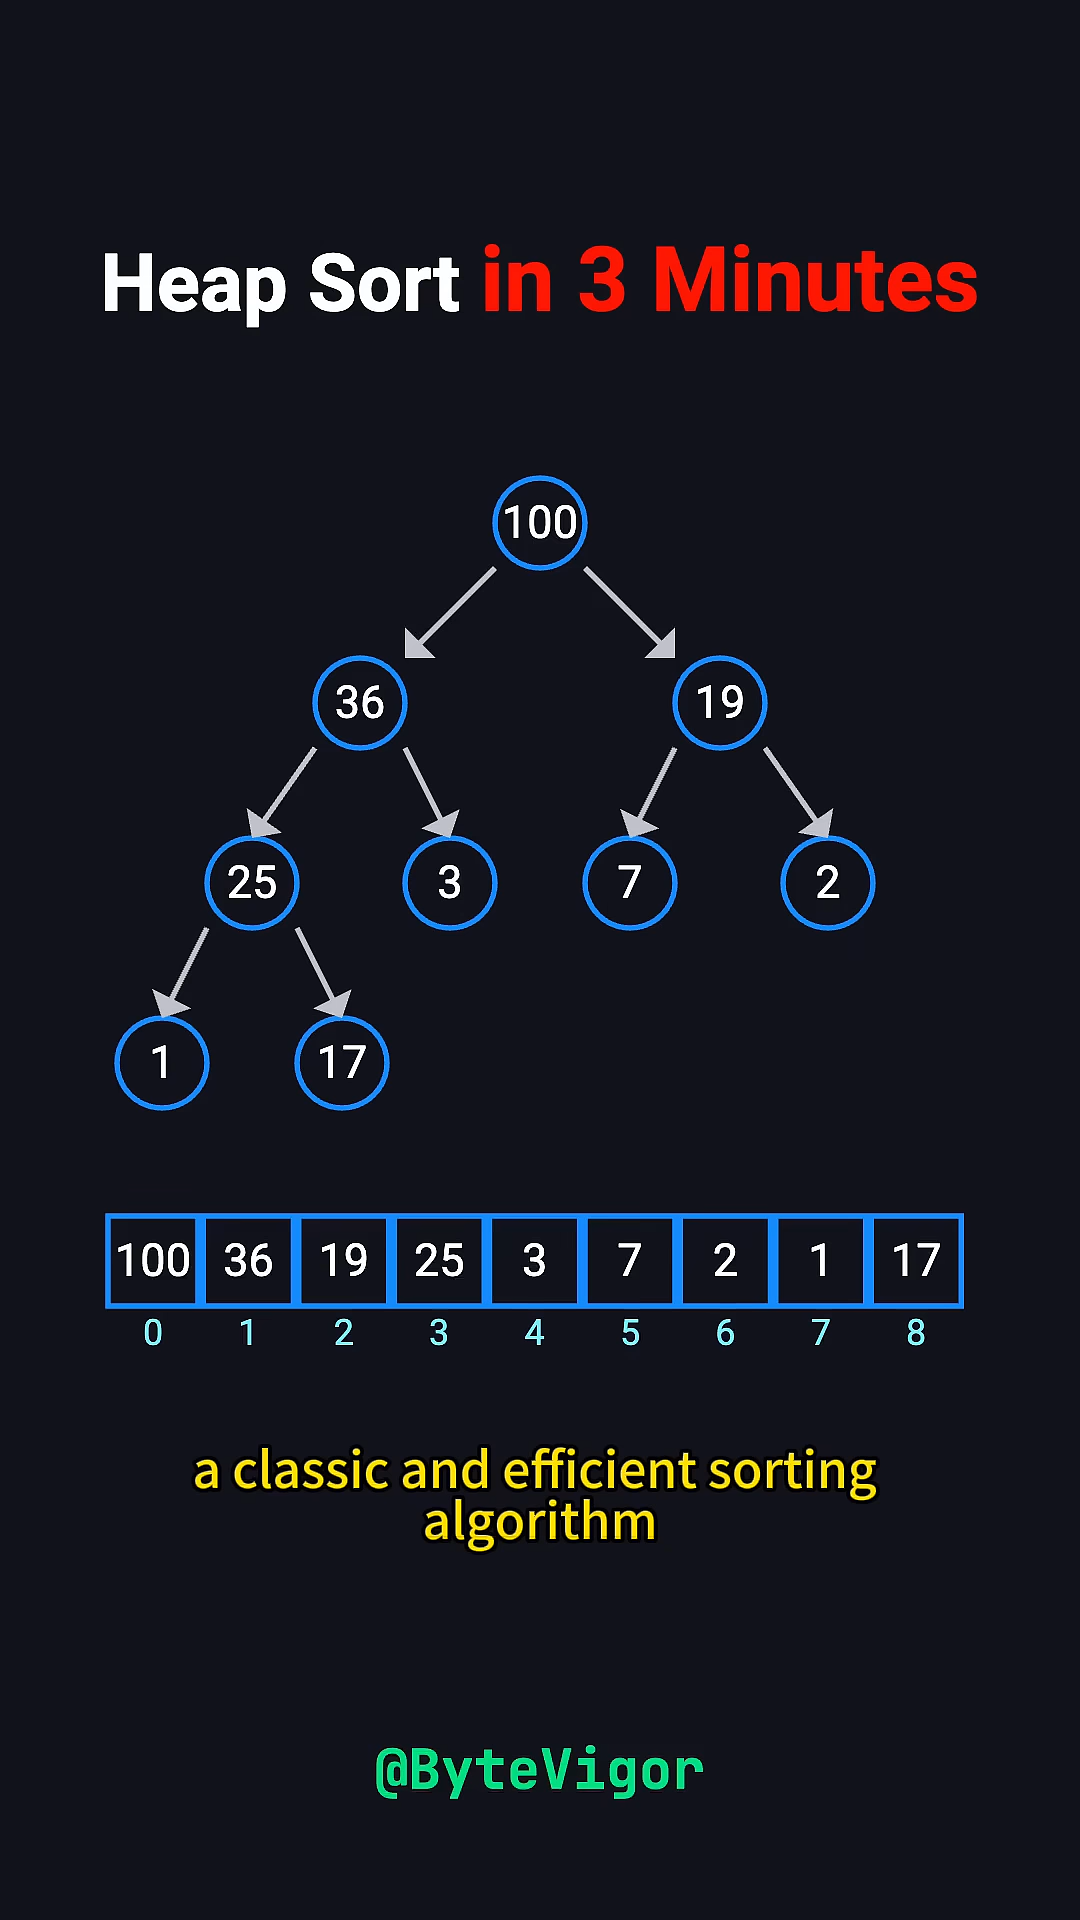 Heap Sort in 3 Minutes
100
36 19
25 3 7 2
1 17
100 36 19 25 3 7 2 1 17
0 1 2 3 4 5 6 7 8
a classic and efficient sorting
algorithm
@ByteVigor